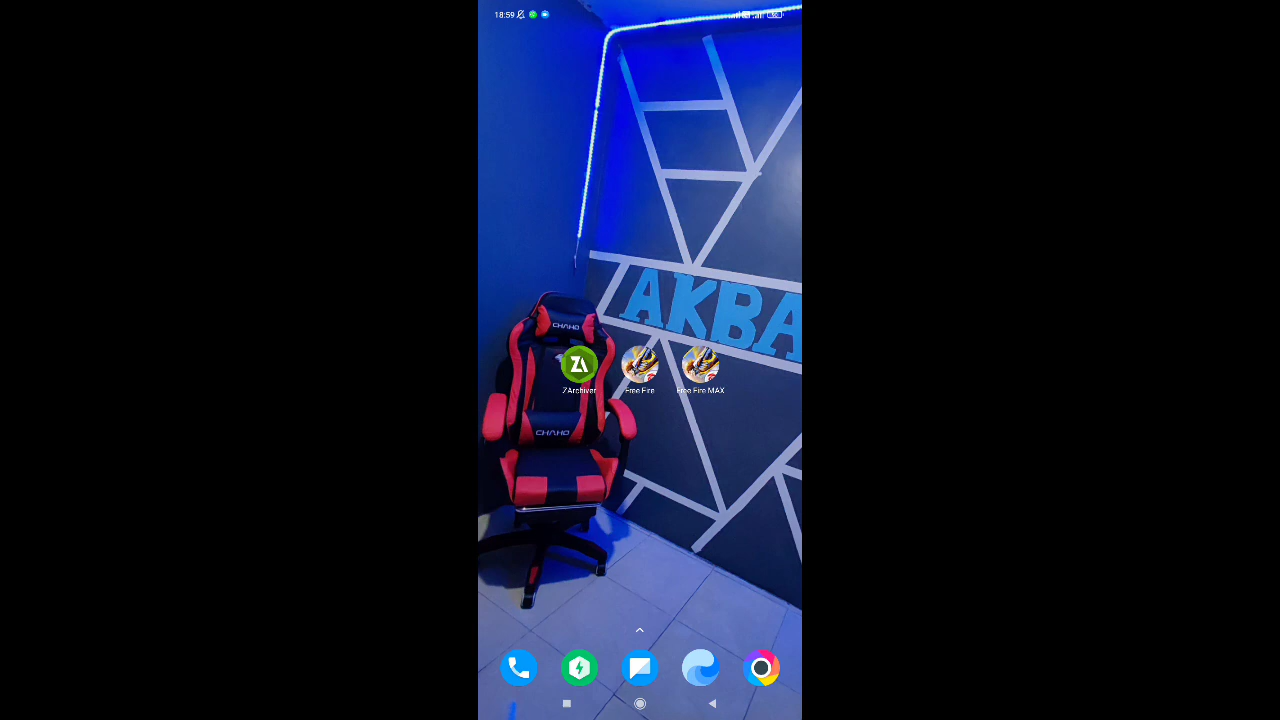 18:59
AKBA
CHAHO
ZArchiver
Free Fire
Free Fire MAX
CHAHO